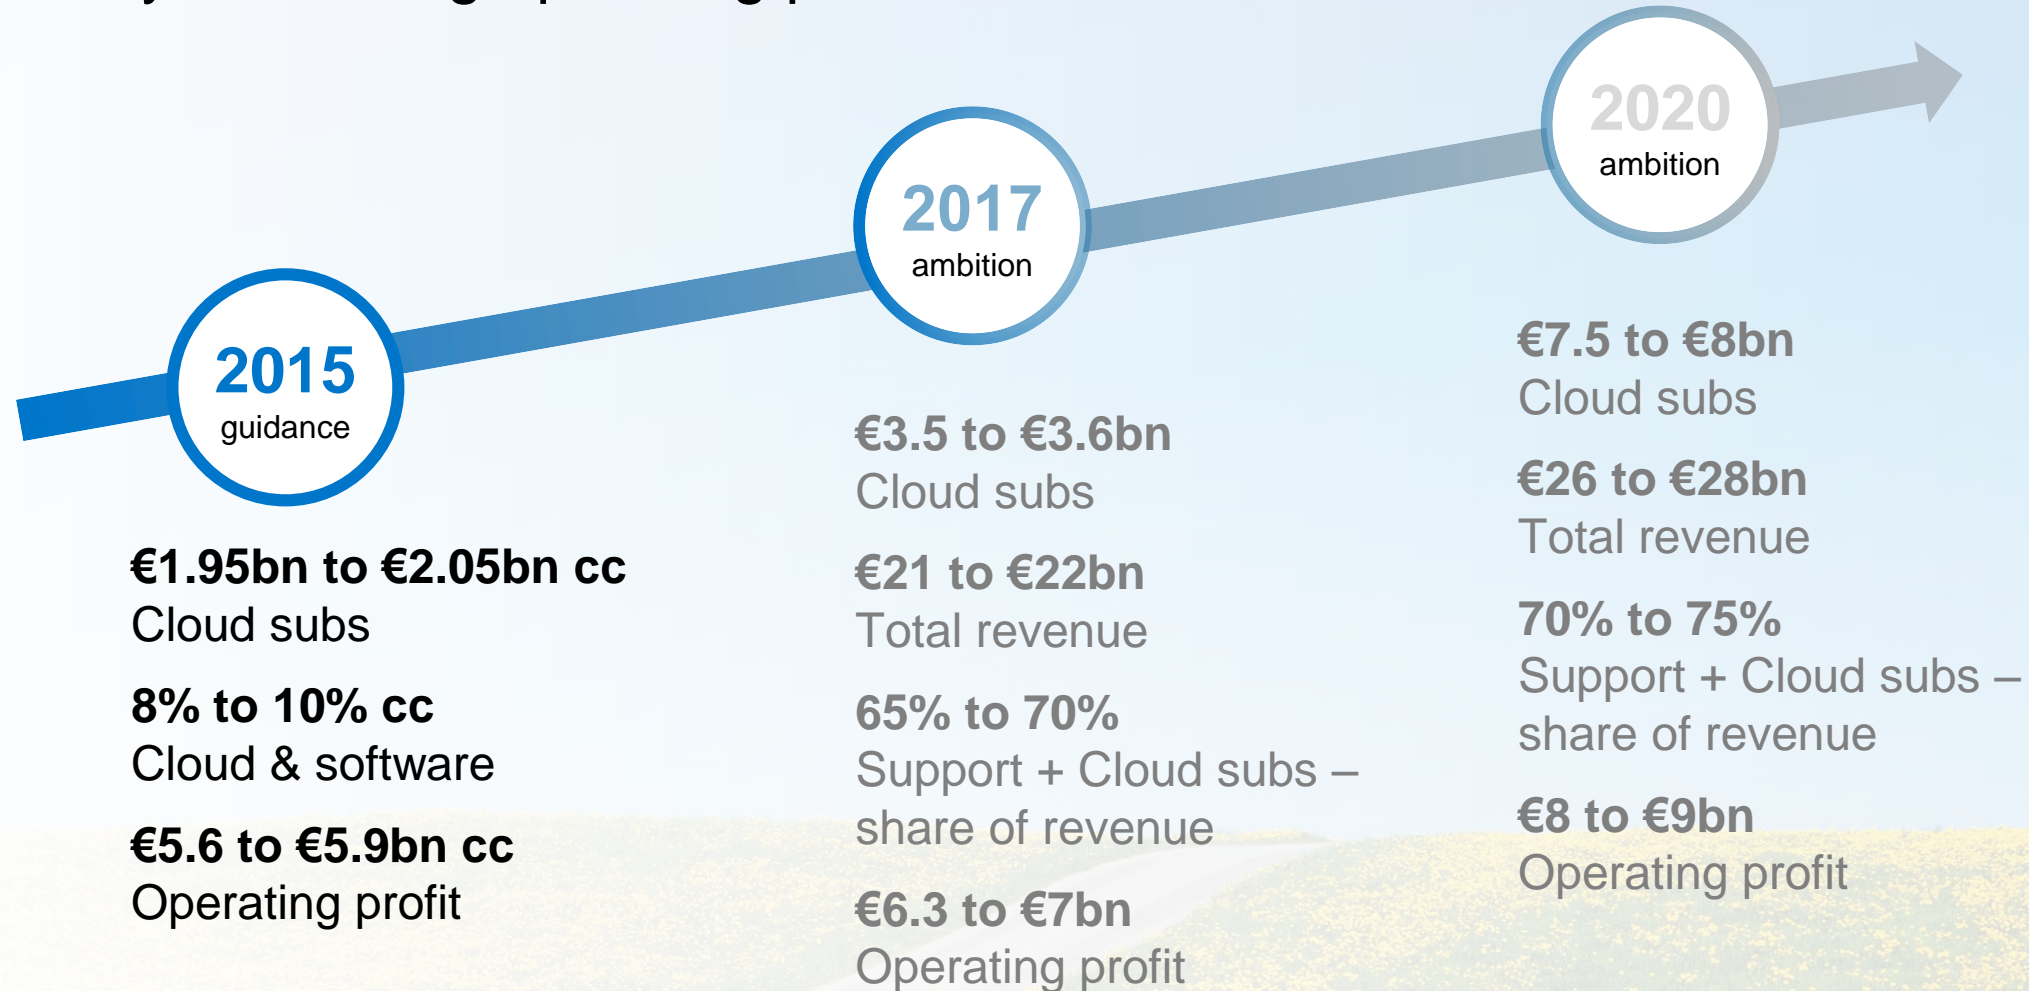 2015
guidance
€1.95bn to €2.05bn cc
Cloud subs
8% to 10% cc
Cloud & software
€5.6 to €5.9bn cc
Operating profit
2017
ambition
€3.5 to €3.6bn
Cloud subs
€21 to €22bn
Total revenue
65% to 70%
Support + Cloud subs –
share of revenue
€6.3 to €7bn
Operating profit
2020
ambition
€7.5 to €8bn
Cloud subs
€26 to €28bn
Total revenue
70% to 75%
Support + Cloud subs –
share of revenue
€8 to €9bn
Operating profit